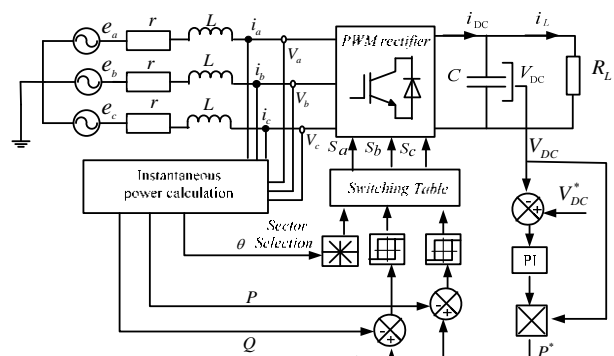 e_a r L i_a V_a
e_b r L i_b V_b
e_c r L i_c V_c
PWM rectifier
i_DC i_L
C V_DC R_L
S_a S_b S_c
V_DC
Instantaneous
power calculation
Switching Table
V*_DC
Sector
Selection
θ
PI
P
Q
P*